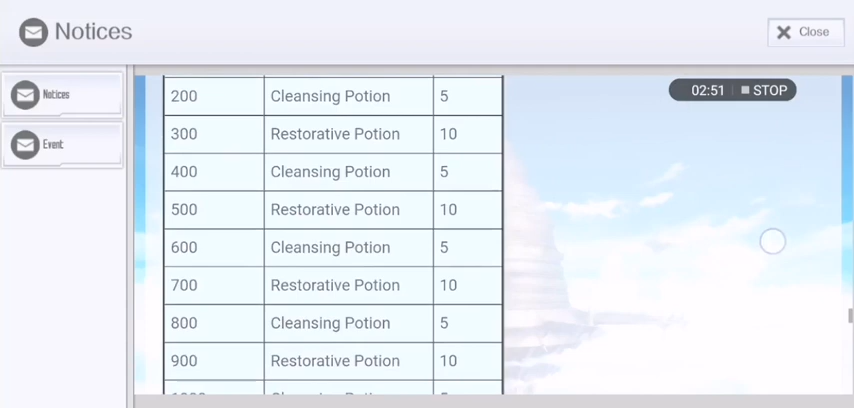 Notices
Close
Notices
Event
02:51 STOP
200 Cleansing Potion 5
300 Restorative Potion 10
400 Cleansing Potion 5
500 Restorative Potion 10
600 Cleansing Potion 5
700 Restorative Potion 10
800 Cleansing Potion 5
900 Restorative Potion 10